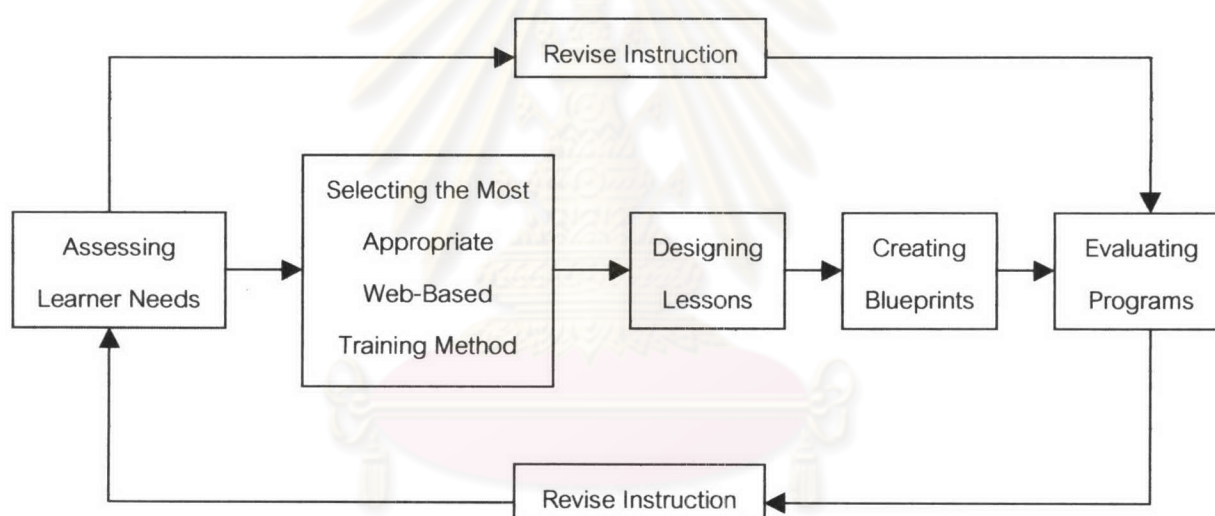 Revise Instruction
Assessing
Learner Needs
Selecting the Most
Appropriate
Web-Based
Training Method
Designing
Lessons
Creating
Blueprints
Evaluating
Programs
Revise Instruction